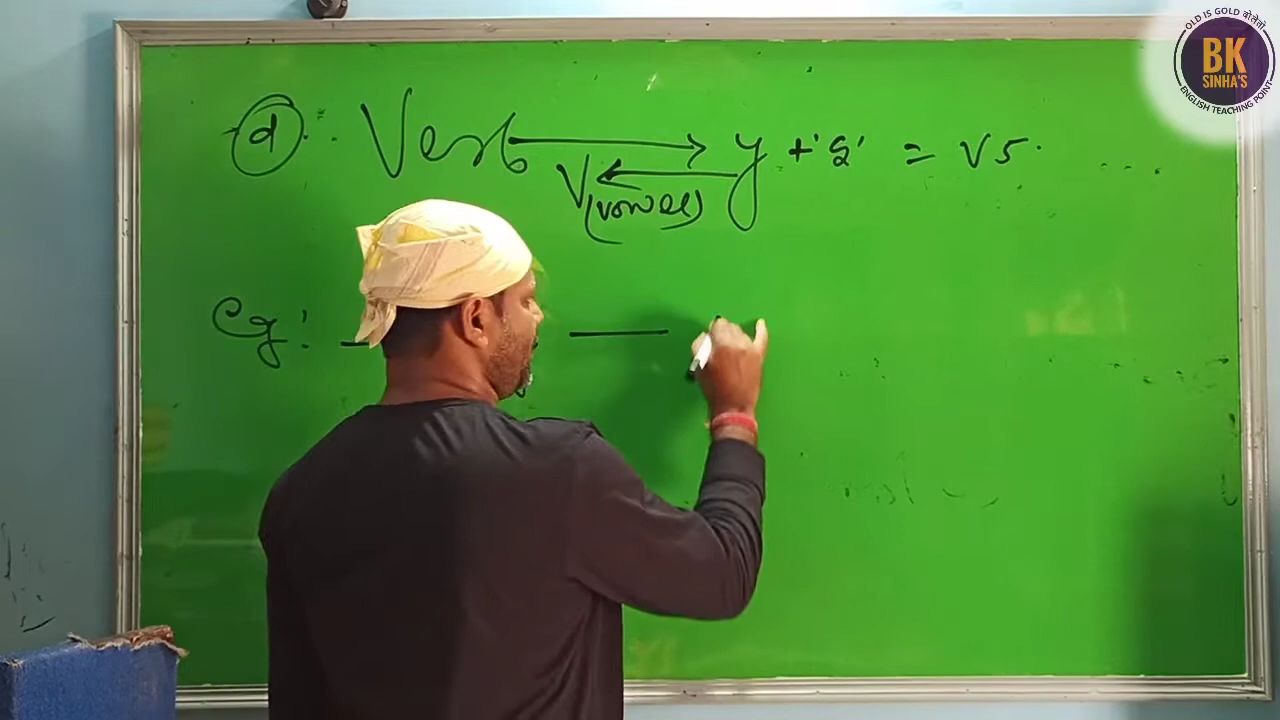 OLD IS GOLD बोलेतो
BK
SINHA'S
ENGLISH TEACHING POINT
(d) : Verb → y + 's' = V5.
V ←
(vowel)
eg :